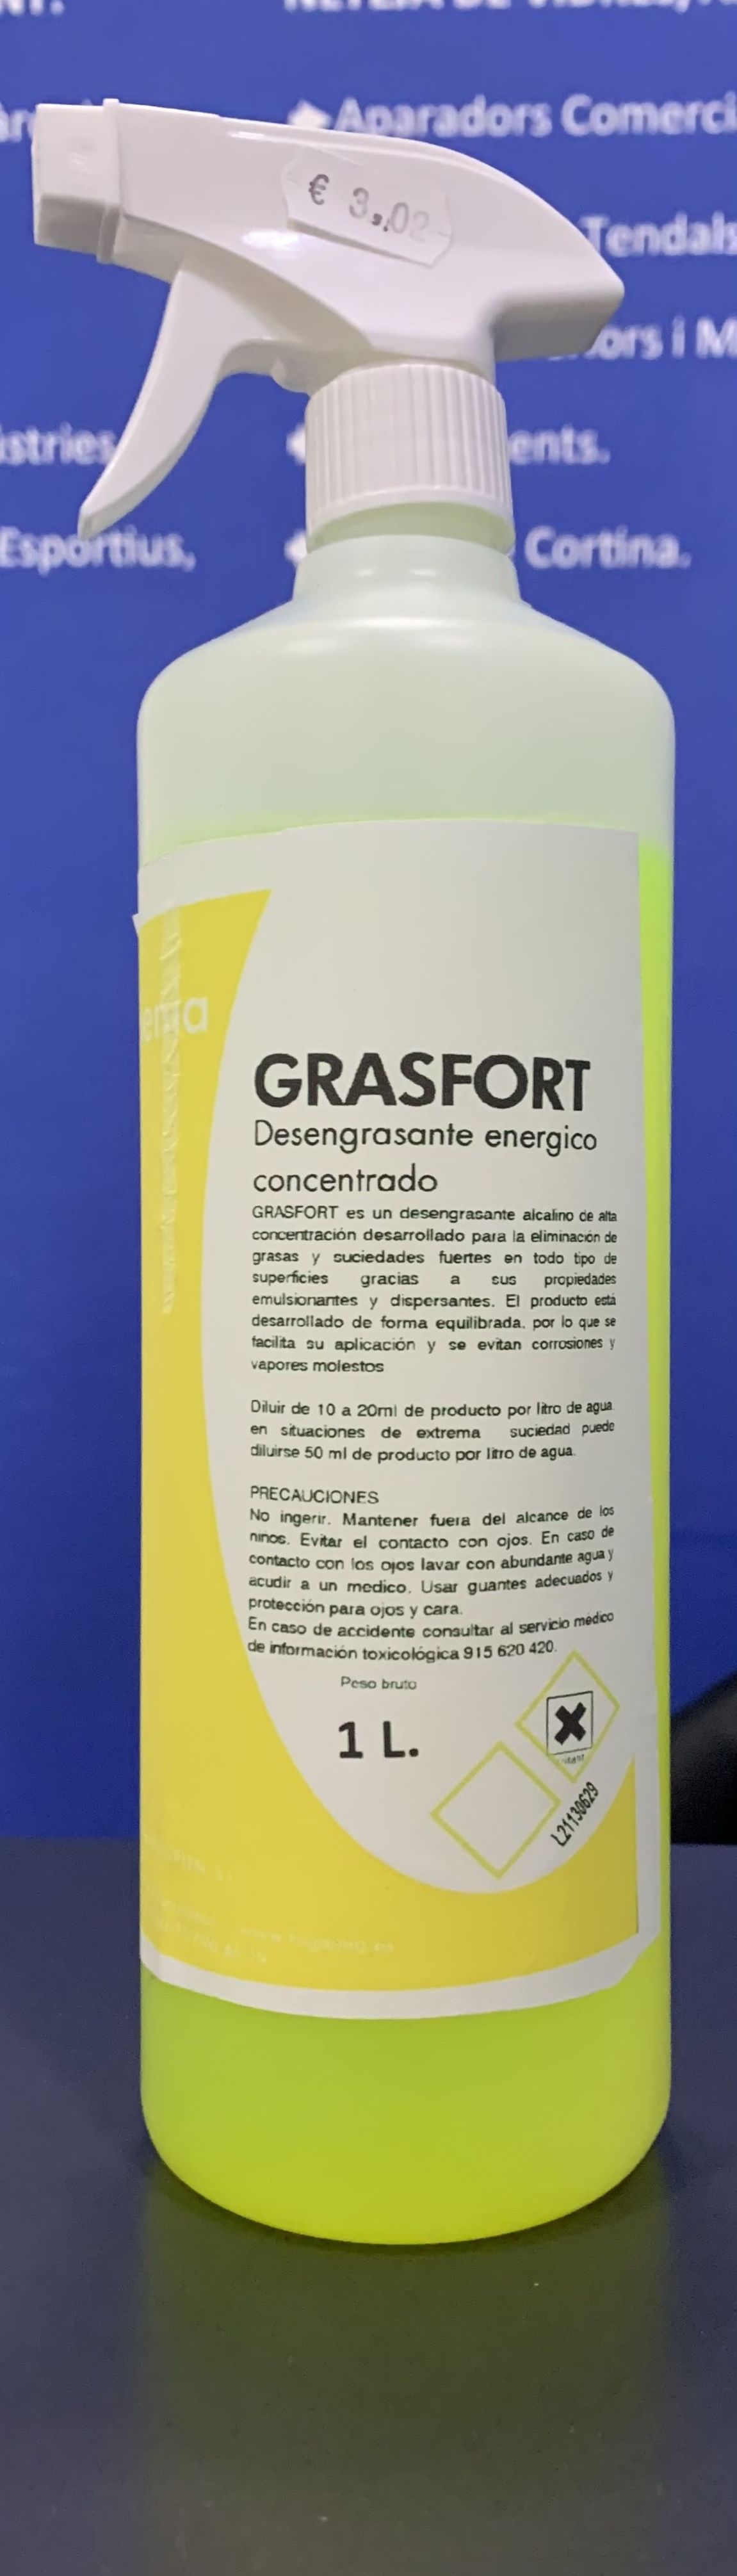 Aparadors Comerci
Tendals
ors i M
stries
ents.
Esportius,
Cortina.
€ 3,02
GRASFORT
Desengrasante energico
concentrado
GRASFORT es un desengrasante alcalino de alta
concentración desarrollado para la eliminación de
grasas y suciedades fuertes en todo tipo de
superficies gracias a sus propiedades
emulsionantes y dispersantes. El producto está
desarrollado de forma equilibrada, por lo que se
facilita su aplicación y se evitan corrosiones y
vapores molestos
Diluir de 10 a 20ml de producto por litro de agua.
en situaciones de extrema suciedad puede
diluirse 50 ml de producto por litro de agua.
PRECAUCIONES
No ingerir. Mantener fuera del alcance de los
ninos. Evitar el contacto con ojos. En caso de
contacto con los ojos lavar con abundante agua y
acudir a un medico. Usar guantes adecuados y
protección para ojos y cara.
En caso de accidente consultar al servicio médico
de información toxicológica 915 620 420.
Peso bruto
1 L.
L21130629